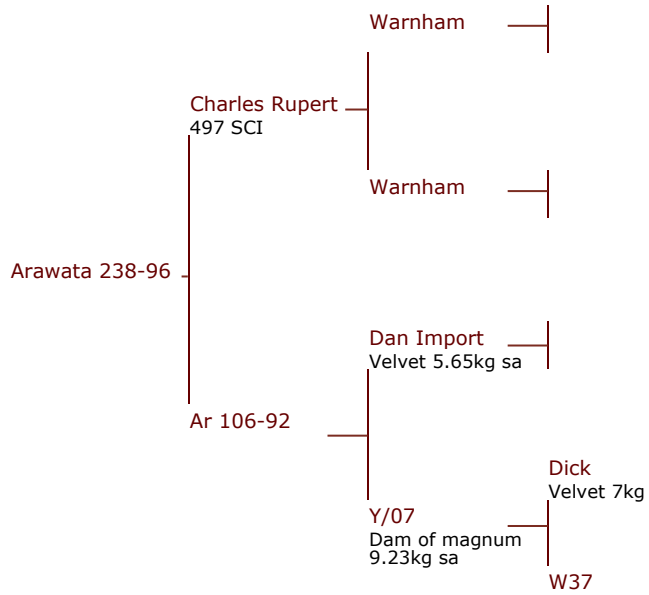 Warnham
Charles Rupert
497 SCI
Warnham
Arawata 238-96
Dan Import
Velvet 5.65kg sa
Ar 106-92
Dick
Velvet 7kg
Y/07
Dam of magnum
9.23kg sa
W37